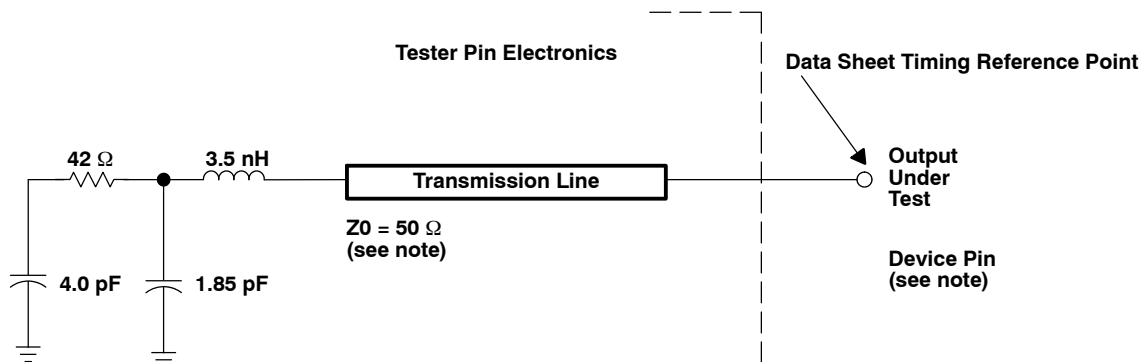 Tester Pin Electronics
Data Sheet Timing Reference Point
42 Ω
3.5 nH
Transmission Line
Output
Under
Test
Z0 = 50 Ω
(see note)
Device Pin
(see note)
4.0 pF
1.85 pF